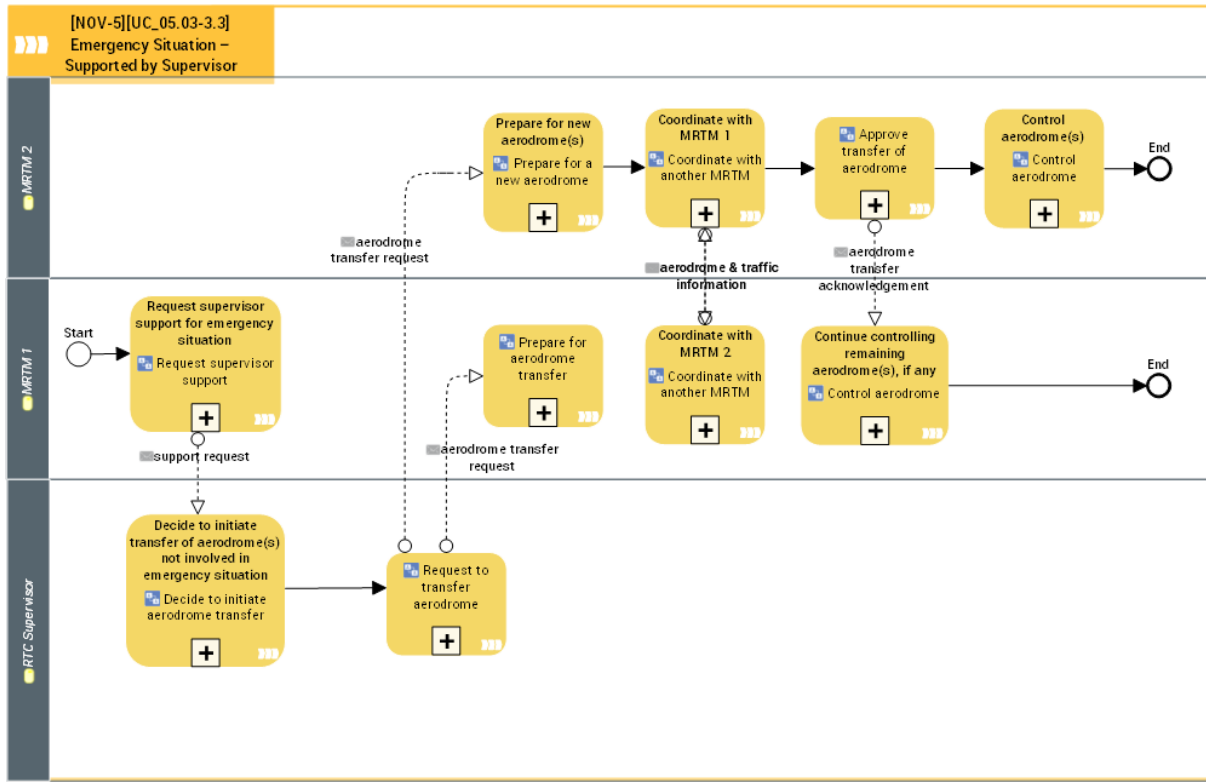 [NOV-5][UC_05.03-3.3]
Emergency Situation –
Supported by Supervisor
MRTM 2
Prepare for new
aerodrome(s)
Prepare for a
new aerodrome
Coordinate with
MRTM 1
Coordinate with
another MRTM
Approve
transfer of
aerodrome
Control
aerodrome(s)
Control
aerodrome
End
aerodrome
transfer request
aerodrome & traffic
information
aerodrome
transfer
acknowledgement
MRTM 1
Start
Request supervisor
support for emergency
situation
Request supervisor
support
Prepare for
aerodrome
transfer
Coordinate with
MRTM 2
Coordinate with
another MRTM
Continue controlling
remaining
aerodrome(s), if any
Control aerodrome
End
support request
aerodrome transfer
request
RTC Supervisor
Decide to initiate
transfer of aerodrome(s)
not involved in
emergency situation
Decide to initiate
aerodrome transfer
Request to
transfer
aerodrome